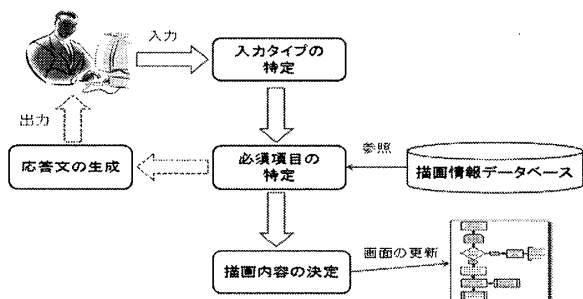 入力
入力タイプの
特定
出力
応答文の生成
必須項目の
特定
参照
描画情報データベース
描画内容の決定
画面の更新